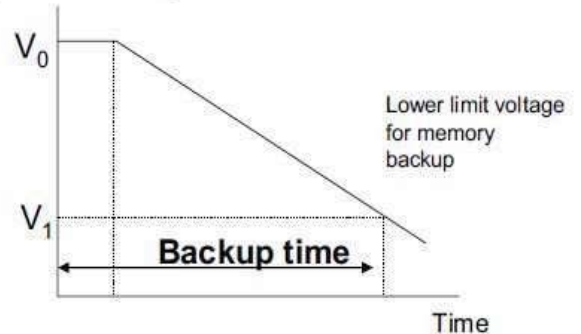 V0
Lower limit voltage
for memory
backup
V1
Backup time
Time